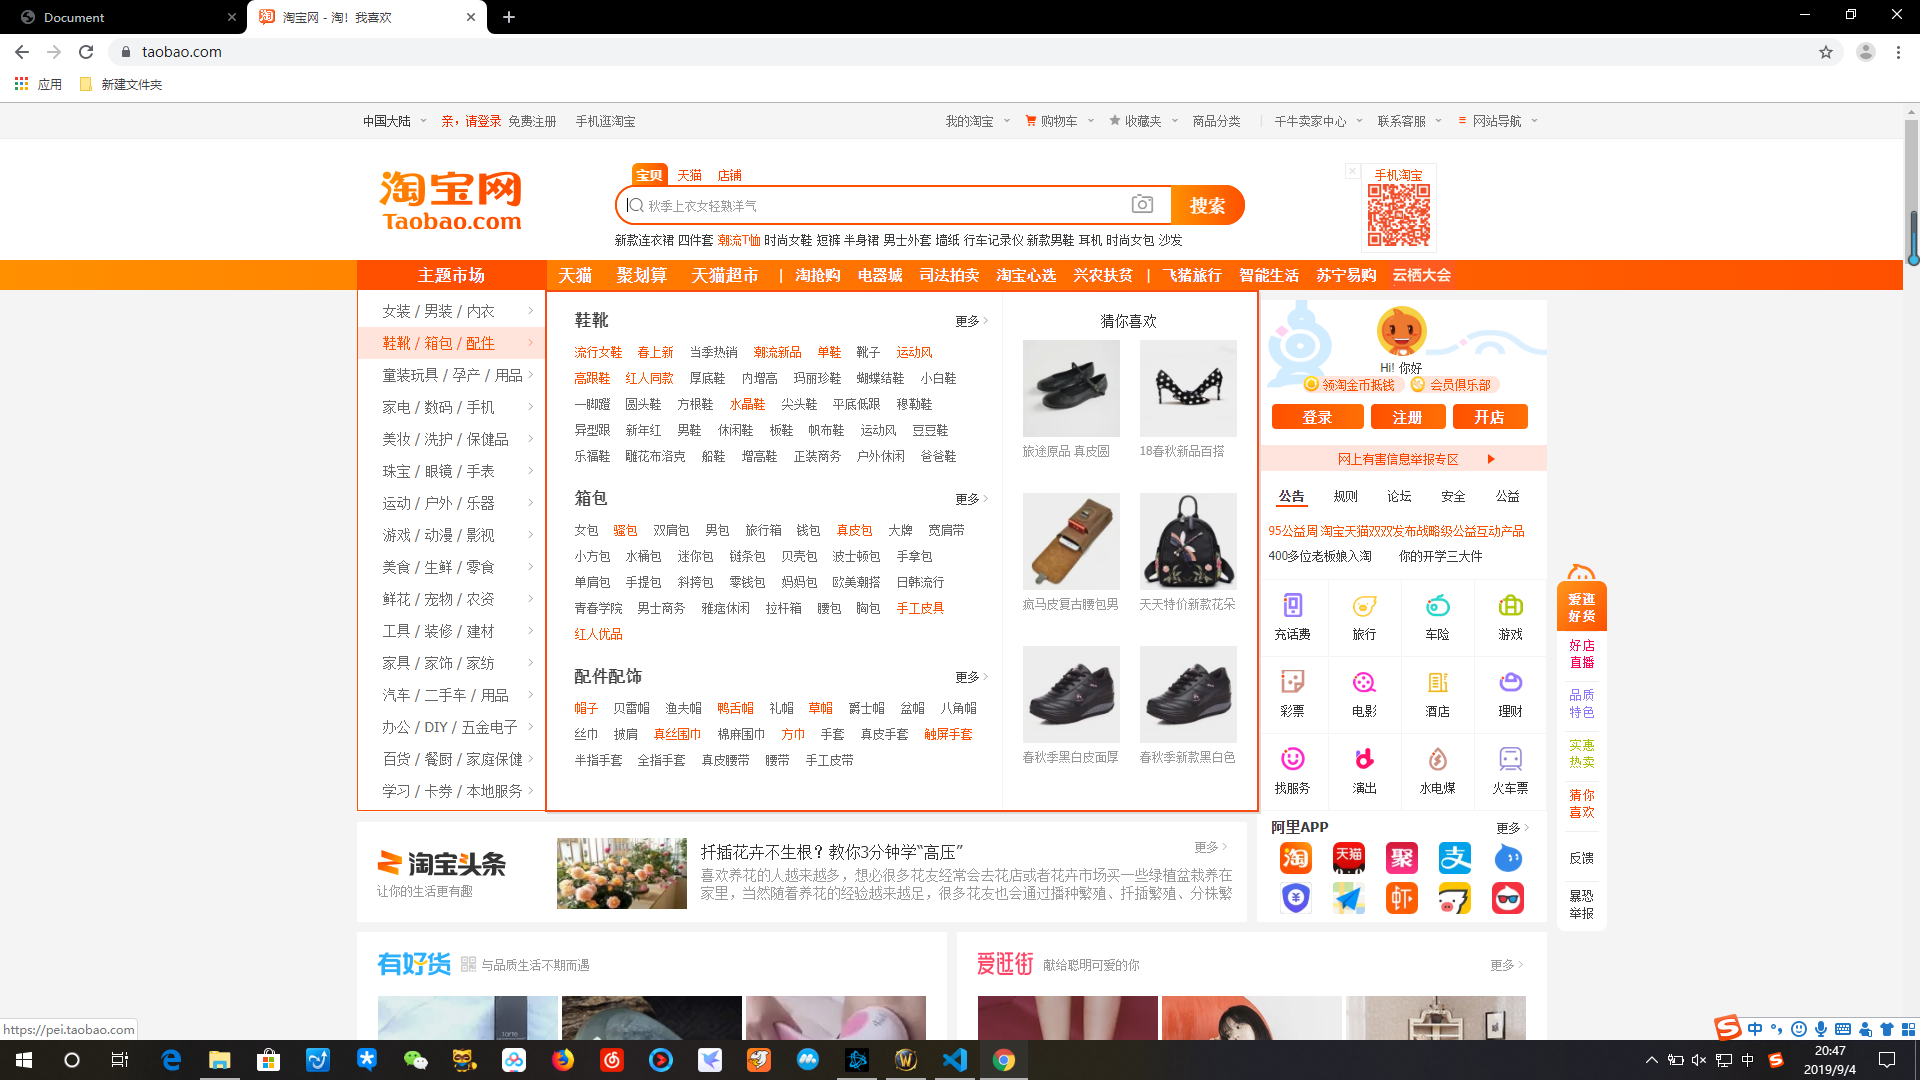 Document
淘宝网 - 淘！我喜欢
taobao.com
应用 新建文件夹
中国大陆 亲，请登录 免费注册 手机逛淘宝 我的淘宝 购物车 收藏夹 商品分类 千牛卖家中心 联系客服 网站导航
宝贝 天猫 店铺
淘宝网
Taobao.com
秋季上衣女轻熟洋气 搜索
新款连衣裙 四件套 潮流T恤 时尚女鞋 短裤 半身裙 男士外套 墙纸 行车记录仪 新款男鞋 耳机 时尚女包 沙发
手机淘宝
主题市场 天猫 聚划算 天猫超市 | 淘抢购 电器城 司法拍卖 淘宝心选 兴农扶贫 | 飞猪旅行 智能生活 苏宁易购 云栖大会
女装 / 男装 / 内衣
鞋靴 / 箱包 / 配件
童装玩具 / 孕产 / 用品
家电 / 数码 / 手机
美妆 / 洗护 / 保健品
珠宝 / 眼镜 / 手表
运动 / 户外 / 乐器
游戏 / 动漫 / 影视
美食 / 生鲜 / 零食
鲜花 / 宠物 / 农资
工具 / 装修 / 建材
家具 / 家饰 / 家纺
汽车 / 二手车 / 用品
办公 / DIY / 五金电子
百货 / 餐厨 / 家庭保健
学习 / 卡券 / 本地服务
鞋靴 更多
流行女鞋 春上新 当季热销 潮流新品 单鞋 靴子 运动风
高跟鞋 红人同款 厚底鞋 内增高 玛丽珍鞋 蝴蝶结鞋 小白鞋
一脚蹬 圆头鞋 方根鞋 水晶鞋 尖头鞋 平底低跟 穆勒鞋
异型跟 新年红 男鞋 休闲鞋 板鞋 帆布鞋 运动风 豆豆鞋
乐福鞋 雕花布洛克 船鞋 增高鞋 正装商务 户外休闲 爸爸鞋
箱包 更多
女包 骚包 双肩包 男包 旅行箱 钱包 真皮包 大牌 宽肩带
小方包 水桶包 迷你包 链条包 贝壳包 波士顿包 手拿包
单肩包 手提包 斜挎包 零钱包 妈妈包 欧美潮搭 日韩流行
青春学院 男士商务 雅痞休闲 拉杆箱 腰包 胸包 手工皮具
红人优品
配件配饰 更多
帽子 贝雷帽 渔夫帽 鸭舌帽 礼帽 草帽 爵士帽 盆帽 八角帽
丝巾 披肩 真丝围巾 棉麻围巾 方巾 手套 真皮手套 触屏手套
半指手套 全指手套 真皮腰带 腰带 手工皮带
猜你喜欢
旅途原品 真皮圆 18春秋新品百搭
疯马皮复古腰包男 天天特价新款花朵
春秋季黑白皮面厚 春秋季新款黑白色
Hi! 你好
领淘金币抵钱 会员俱乐部
登录 注册 开店
网上有害信息举报专区
公告 规则 论坛 安全 公益
95公益周 淘宝天猫双双发布战略级公益互动产品
400多位老板娘入淘 你的开学三大件
充话费 旅行 车险 游戏
彩票 电影 酒店 理财
找服务 演出 水电煤 火车票
阿里APP 更多
淘 天猫 聚 支
虾
爱逛
好货
好店
直播
品质
特色
实惠
热卖
猜你
喜欢
反馈
暴恐
举报
淘宝头条
让你的生活更有趣
扦插花卉不生根？教你3分钟学“高压” 更多
喜欢养花的人越来越多，想必很多花友经常会去花店或者花卉市场买一些绿植盆栽养在
家里，当然随着养花的经验越来越足，很多花友也会通过播种繁殖、扦插繁殖、分株繁
有好货 与品质生活不期而遇
爱逛街 献给聪明可爱的你 更多
https://pei.taobao.com
中
中
20:47
2019/9/4